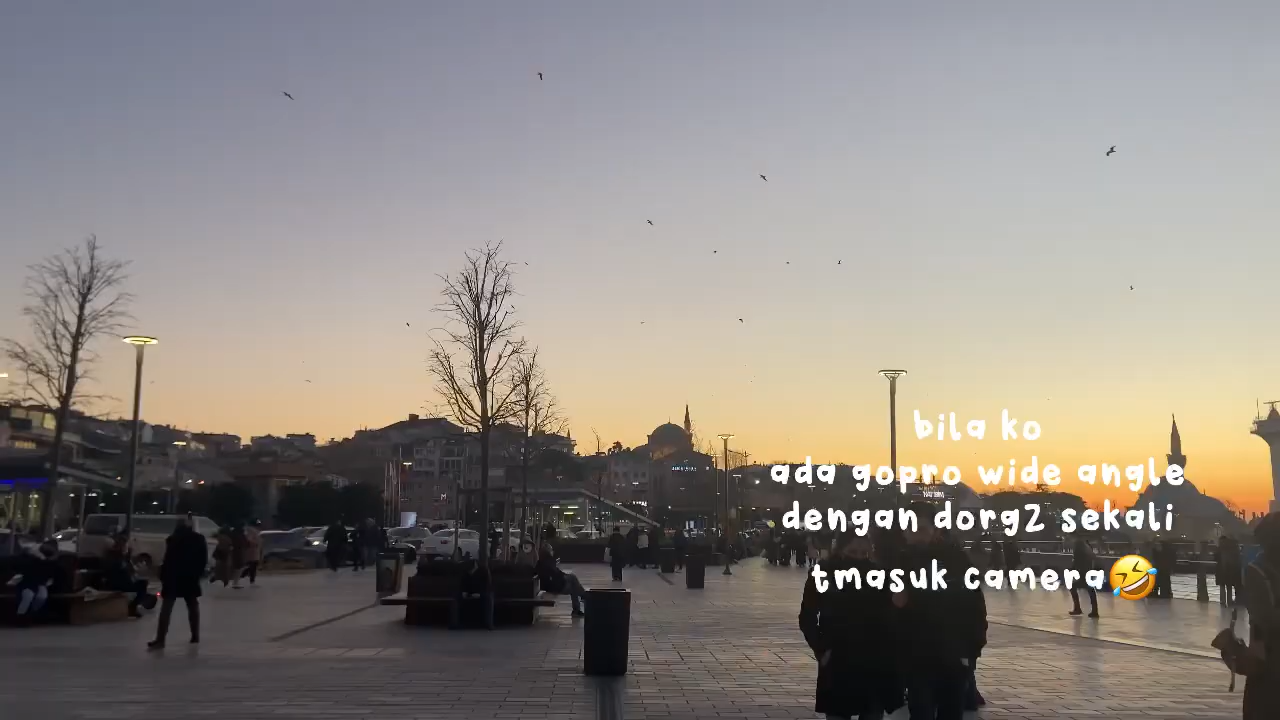 bila ko
ada gopro wide angle
dengan dorg2 sekali
tmasuk camera🤣